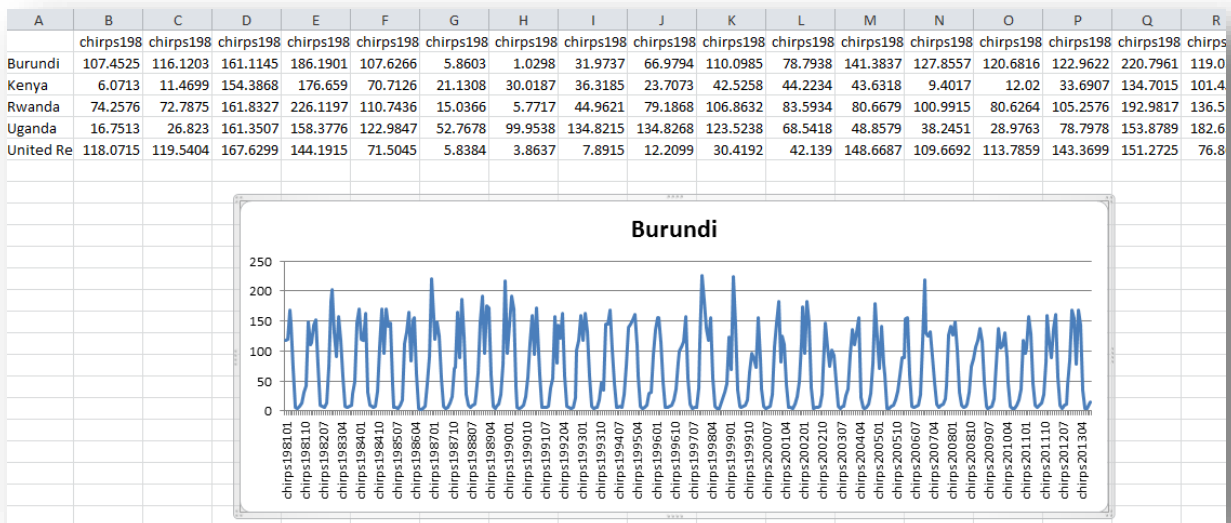 A B C D E F G H I J K L M N O P Q R
chirps198 chirps198 chirps198 chirps198 chirps198 chirps198 chirps198 chirps198 chirps198 chirps198 chirps198 chirps198 chirps198 chirps198 chirps198 chirps198 chirps
Burundi 107.4525 116.1203 161.1145 186.1901 107.6266 5.8603 1.0298 31.9737 66.9794 110.0985 78.7938 141.3837 127.8557 120.6816 122.9622 220.7961 119.0
Kenya 6.0713 11.4699 154.3868 176.659 70.7126 21.1308 30.0187 36.3185 23.7073 42.5258 44.2234 43.6318 9.4017 12.02 33.6907 134.7015 101.4
Rwanda 74.2576 72.7875 161.8327 226.1197 110.7436 15.0366 5.7717 44.9621 79.1868 106.8632 83.5934 80.6679 100.9915 80.6264 105.2576 192.9817 136.5
Uganda 16.7513 26.823 161.3507 158.3776 122.9847 52.7678 99.9538 134.8215 134.8268 123.5238 68.5418 48.8579 38.2451 28.9763 78.7978 153.8789 182.6
United Re 118.0715 119.5404 167.6299 144.1915 71.5045 5.8384 3.8637 7.8915 12.2099 30.4192 42.139 148.6687 109.6692 113.7859 143.3699 151.2725 76.8
Burundi
250
200
150
100
50
0
chirps198101 chirps198110 chirps198207 chirps198304 chirps198401 chirps198410 chirps198507 chirps198604 chirps198701 chirps198710 chirps198807 chirps198904 chirps199001 chirps199010 chirps199107 chirps199204 chirps199301 chirps199310 chirps199407 chirps199504 chirps199601 chirps199610 chirps199707 chirps199804 chirps199901 chirps199910 chirps200007 chirps200104 chirps200201 chirps200210 chirps200307 chirps200404 chirps200501 chirps200510 chirps200607 chirps200704 chirps200801 chirps200810 chirps200907 chirps201004 chirps201101 chirps201110 chirps201207 chirps201304